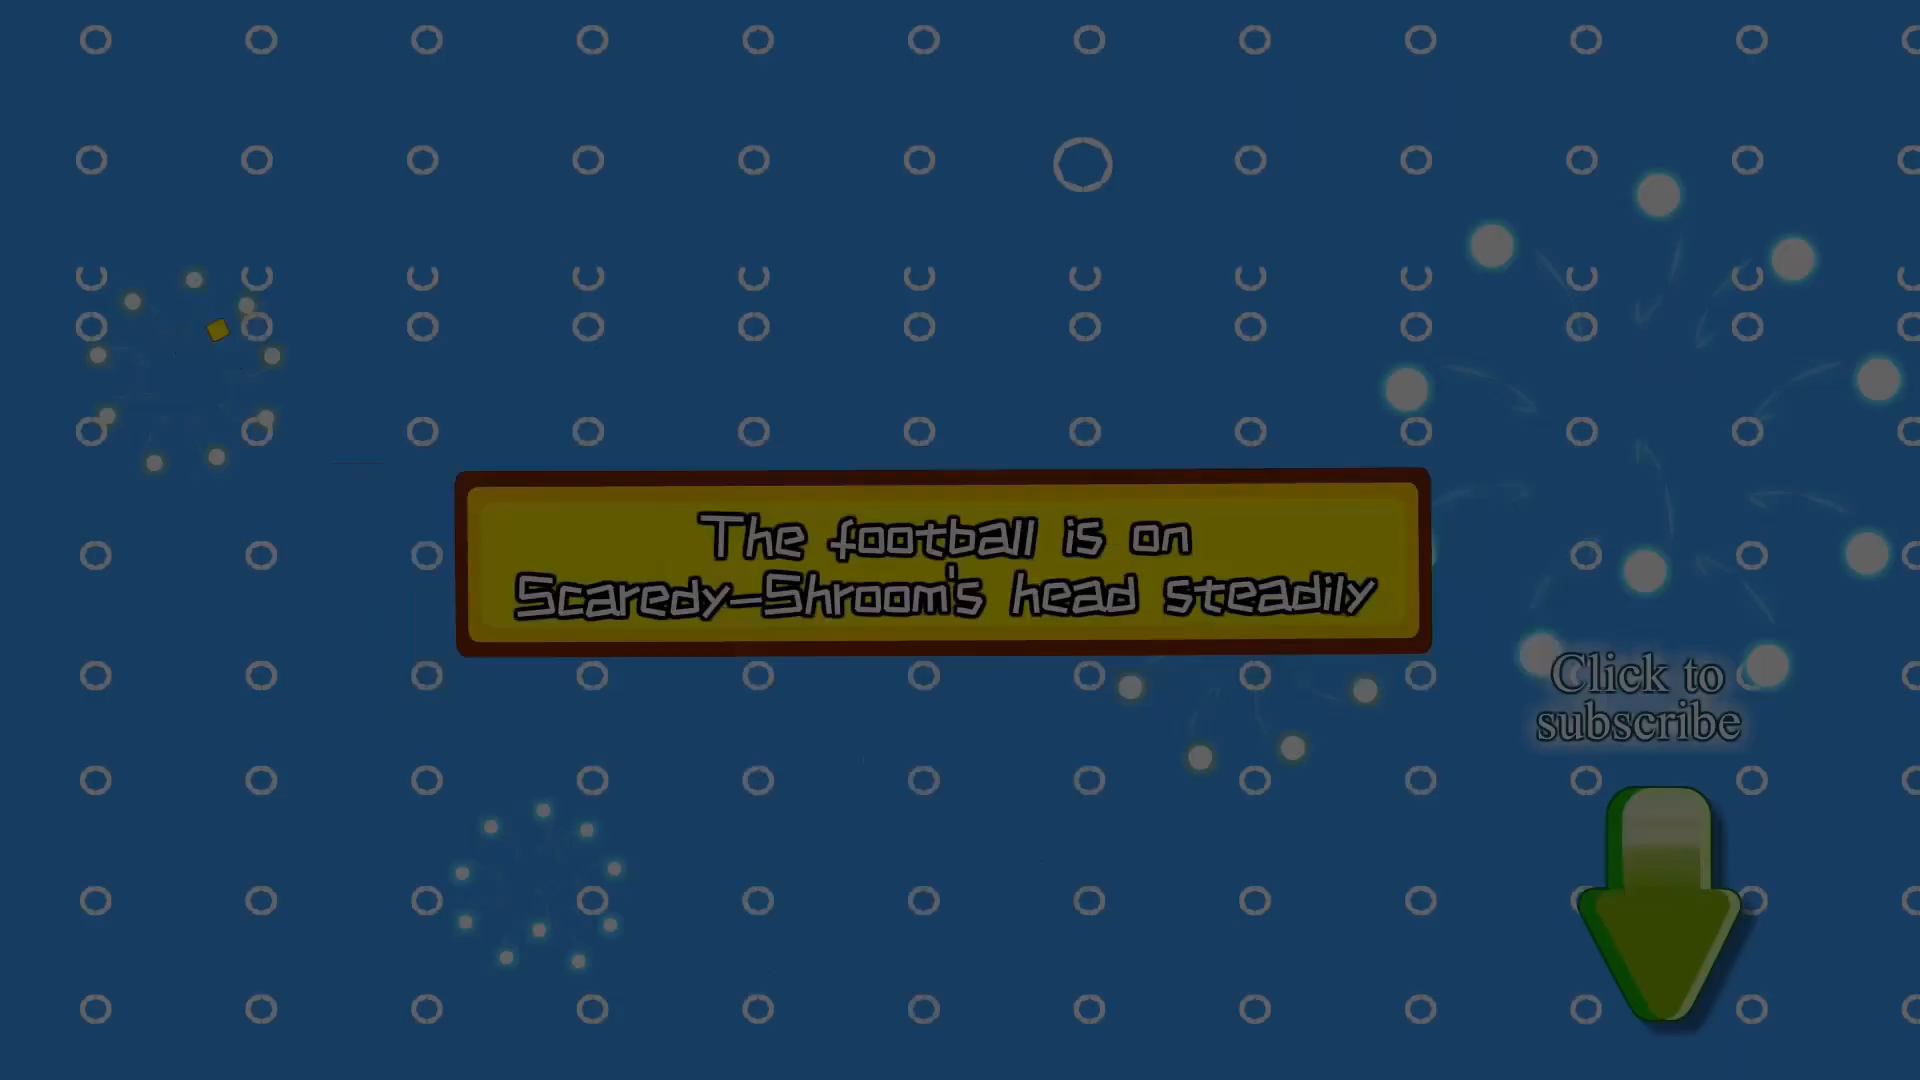 The football is on
Scaredy-Shroom's head steadily
Click to
subscribe